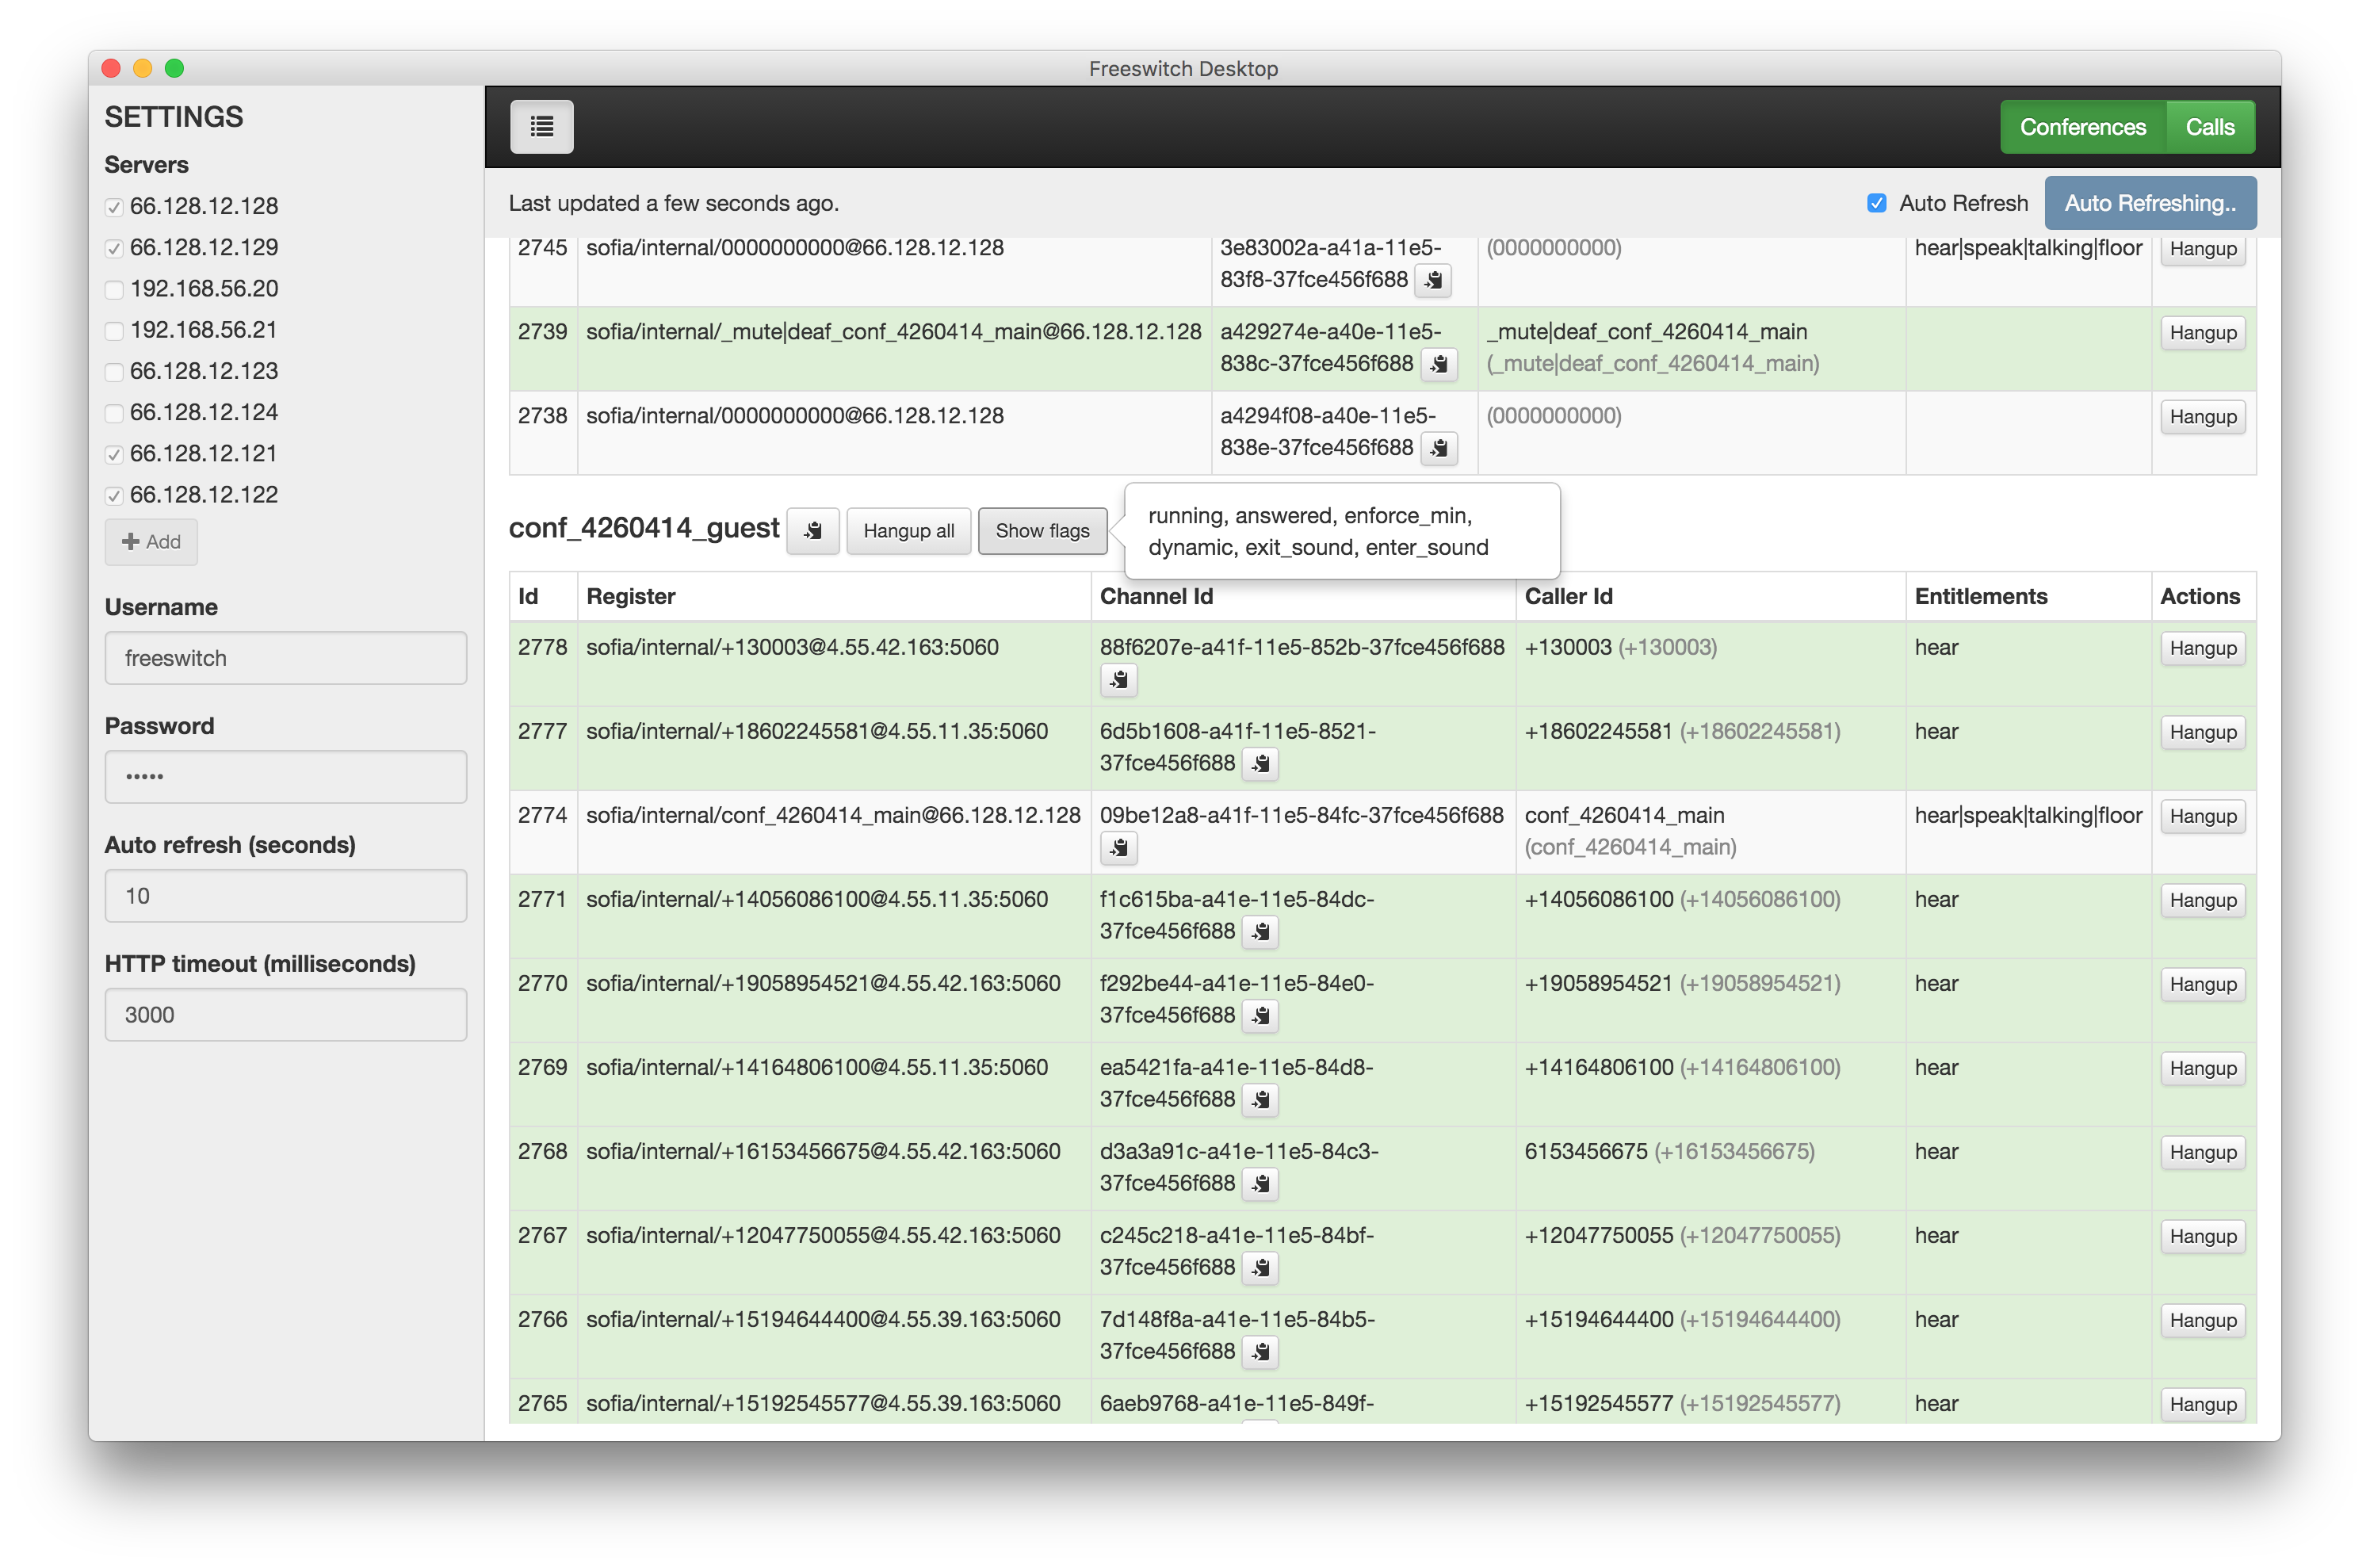 Freeswitch Desktop
SETTINGS
Servers
66.128.12.128
66.128.12.129
192.168.56.20
192.168.56.21
66.128.12.123
66.128.12.124
66.128.12.121
66.128.12.122
Add
Username
freeswitch
Password
•••••
Auto refresh (seconds)
10
HTTP timeout (milliseconds)
3000
Conferences Calls
Last updated a few seconds ago. Auto Refresh Auto Refreshing..
2745 sofia/internal/0000000000@66.128.12.128 3e83002a-a41a-11e5- (0000000000) hear|speak|talking|floor Hangup
83f8-37fce456f688
2739 sofia/internal/_mute|deaf_conf_4260414_main@66.128.12.128 a429274e-a40e-11e5- _mute|deaf_conf_4260414_main Hangup
838c-37fce456f688 (_mute|deaf_conf_4260414_main)
2738 sofia/internal/0000000000@66.128.12.128 a4294f08-a40e-11e5- (0000000000) Hangup
838e-37fce456f688
conf_4260414_guest Hangup all Show flags
running, answered, enforce_min,
dynamic, exit_sound, enter_sound
Id Register Channel Id Caller Id Entitlements Actions
2778 sofia/internal/+130003@4.55.42.163:5060 88f6207e-a41f-11e5-852b-37fce456f688 +130003 (+130003) hear Hangup
2777 sofia/internal/+18602245581@4.55.11.35:5060 6d5b1608-a41f-11e5-8521- +18602245581 (+18602245581) hear Hangup
37fce456f688
2774 sofia/internal/conf_4260414_main@66.128.12.128 09be12a8-a41f-11e5-84fc-37fce456f688 conf_4260414_main hear|speak|talking|floor Hangup
(conf_4260414_main)
2771 sofia/internal/+14056086100@4.55.11.35:5060 f1c615ba-a41e-11e5-84dc- +14056086100 (+14056086100) hear Hangup
37fce456f688
2770 sofia/internal/+19058954521@4.55.42.163:5060 f292be44-a41e-11e5-84e0- +19058954521 (+19058954521) hear Hangup
37fce456f688
2769 sofia/internal/+14164806100@4.55.11.35:5060 ea5421fa-a41e-11e5-84d8- +14164806100 (+14164806100) hear Hangup
37fce456f688
2768 sofia/internal/+16153456675@4.55.42.163:5060 d3a3a91c-a41e-11e5-84c3- 6153456675 (+16153456675) hear Hangup
37fce456f688
2767 sofia/internal/+12047750055@4.55.42.163:5060 c245c218-a41e-11e5-84bf- +12047750055 (+12047750055) hear Hangup
37fce456f688
2766 sofia/internal/+15194644400@4.55.39.163:5060 7d148f8a-a41e-11e5-84b5- +15194644400 (+15194644400) hear Hangup
37fce456f688
2765 sofia/internal/+15192545577@4.55.39.163:5060 6aeb9768-a41e-11e5-849f- +15192545577 (+15192545577) hear Hangup